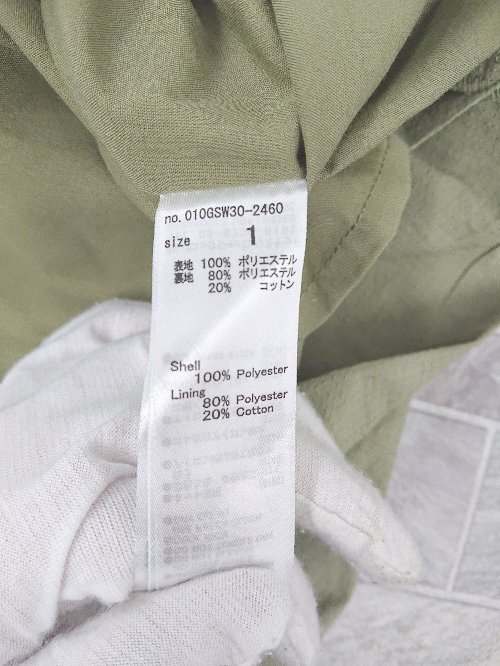 no. 010GSW30-2460
size 1
表地 100% ポリエステル
裏地 80% ポリエステル
20% コットン
Shell
100% Polyester
Lining
80% Polyester
20% Cotton